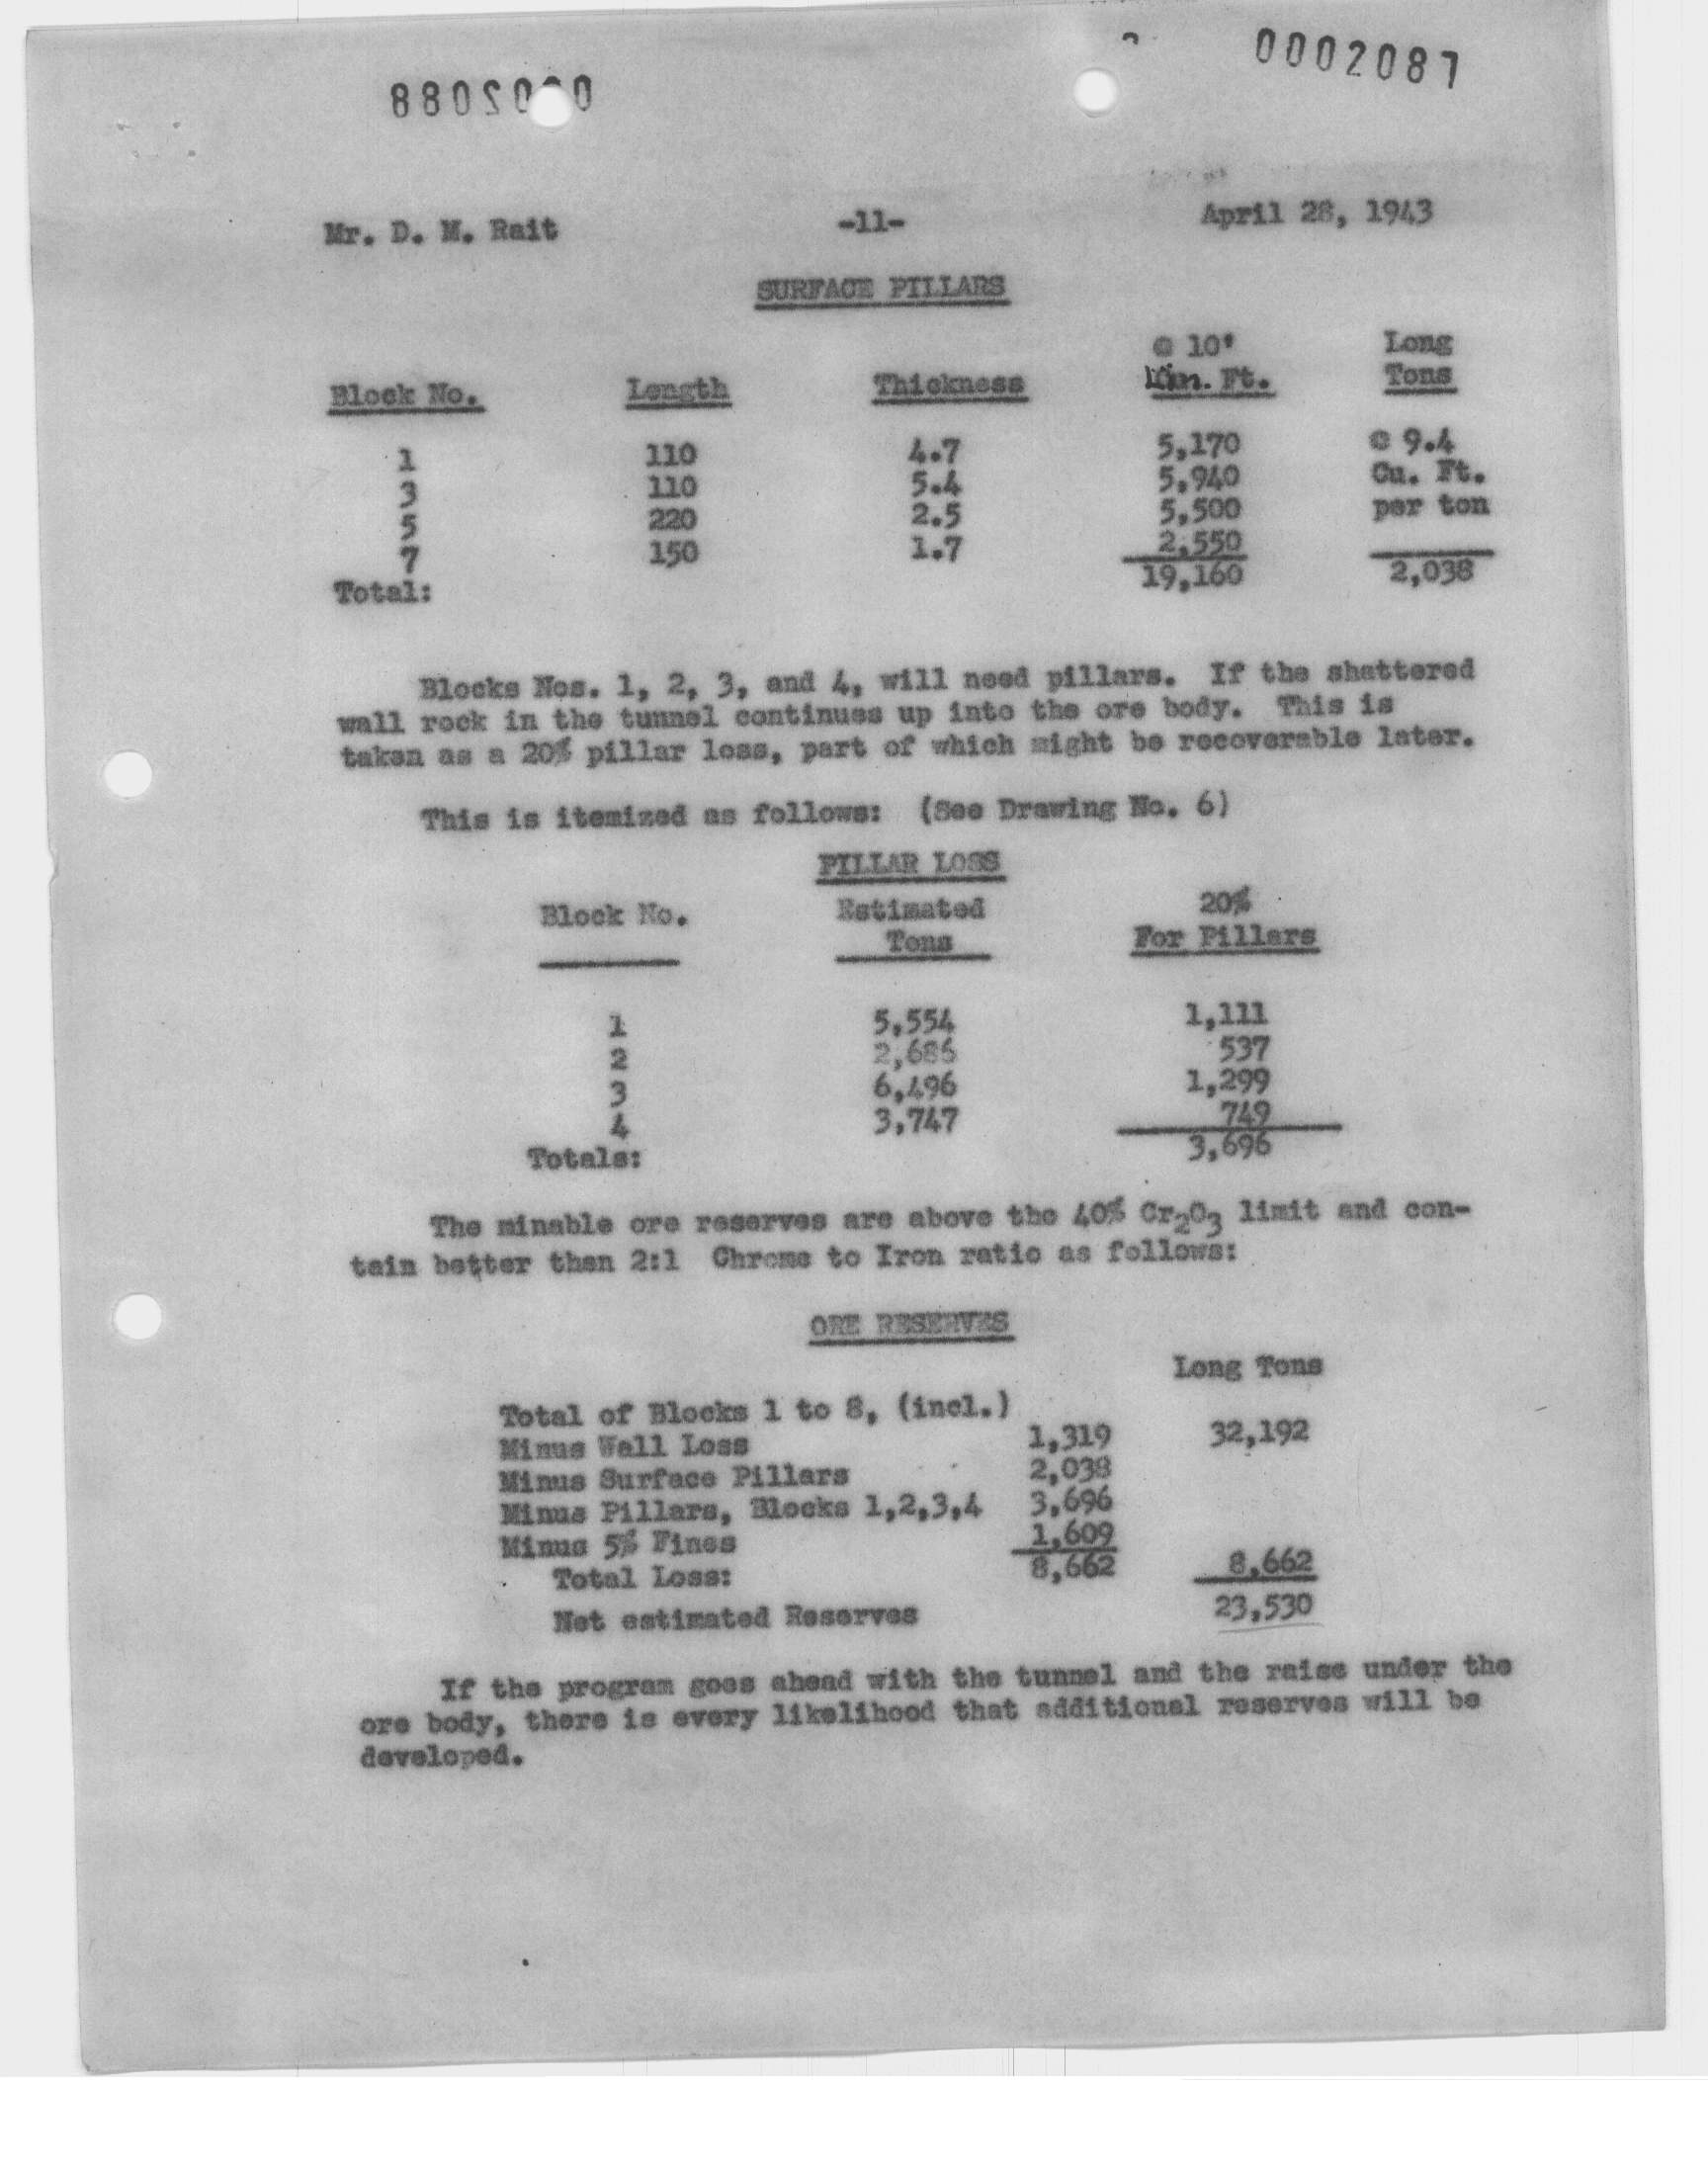 0002087
Mr. D. M. Rait -11- April 28, 1943
SURFACE PILLARS
@ 10' Long
Block No. Length Thickness Lin. Ft. Tons
1 110 4.7 5,170 @ 9.4
3 110 5.4 5,940 Cu. Ft.
5 220 2.5 5,500 per ton
7 150 1.7 2,550
Total: 19,160 2,038
Blocks Nos. 1, 2, 3, and 4, will need pillars. If the shattered
wall rock in the tunnel continues up into the ore body. This is
taken as a 20% pillar loss, part of which might be recoverable later.
This is itemized as follows: (See Drawing No. 6)
PILLAR LOSS
Block No. Estimated 20%
Tons For Pillars
1 5,554 1,111
2 2,686 537
3 6,496 1,299
4 3,747 749
Totals: 3,696
The minable ore reserves are above the 40% Cr2O3 limit and con-
tain better than 2:1 Chrome to Iron ratio as follows:
ORE RESERVES
Long Tons
Total of Blocks 1 to 8, (incl.) 32,192
Minus Wall Loss 1,319
Minus Surface Pillars 2,038
Minus Pillars, Blocks 1,2,3,4 3,696
Minus 5% Fines 1,609
Total Loss: 8,662 8,662
Net estimated Reserves 23,530
If the program goes ahead with the tunnel and the raise under the
ore body, there is every likelihood that additional reserves will be
developed.